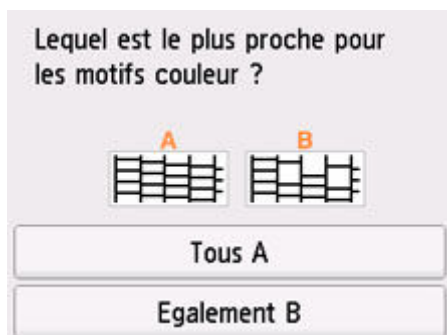 Lequel est le plus proche pour
les motifs couleur ?
A B
Tous A
Egalement B